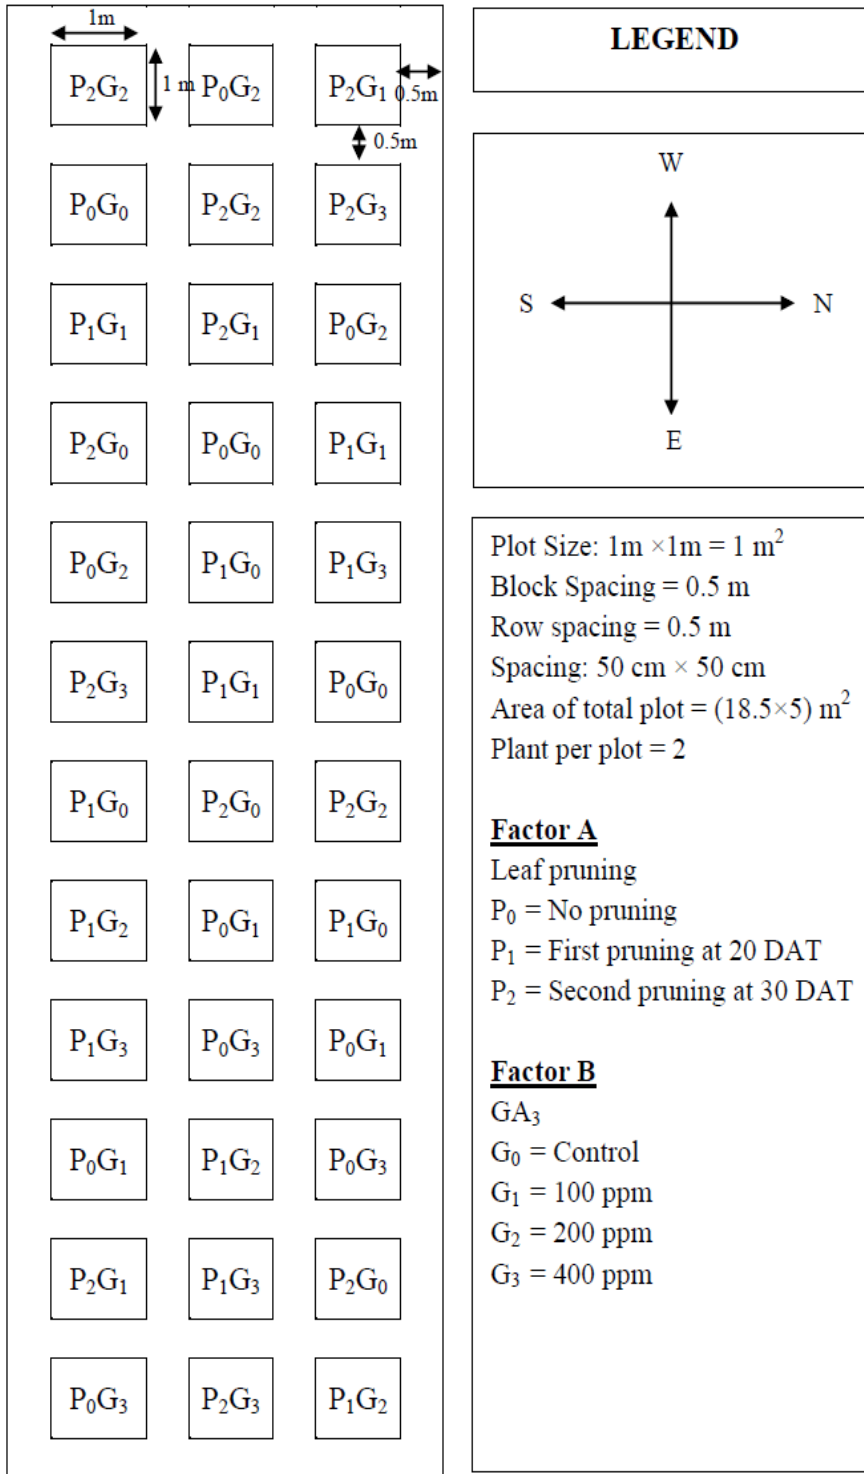 1m
P₂G₂ 1 m P₀G₂ P₂G₁ 0.5m
0.5m
P₀G₀ P₂G₂ P₂G₃
P₁G₁ P₂G₁ P₀G₂
P₂G₀ P₀G₀ P₁G₁
P₀G₂ P₁G₀ P₁G₃
P₂G₃ P₁G₁ P₀G₀
P₁G₀ P₂G₀ P₂G₂
P₁G₂ P₀G₁ P₁G₀
P₁G₃ P₀G₃ P₀G₁
P₀G₁ P₁G₂ P₀G₃
P₂G₁ P₁G₃ P₂G₀
P₀G₃ P₂G₃ P₁G₂
LEGEND
W
S N
E
Plot Size: 1m ×1m = 1 m²
Block Spacing = 0.5 m
Row spacing = 0.5 m
Spacing: 50 cm × 50 cm
Area of total plot = (18.5×5) m²
Plant per plot = 2
Factor A
Leaf pruning
P₀ = No pruning
P₁ = First pruning at 20 DAT
P₂ = Second pruning at 30 DAT
Factor B
GA₃
G₀ = Control
G₁ = 100 ppm
G₂ = 200 ppm
G₃ = 400 ppm